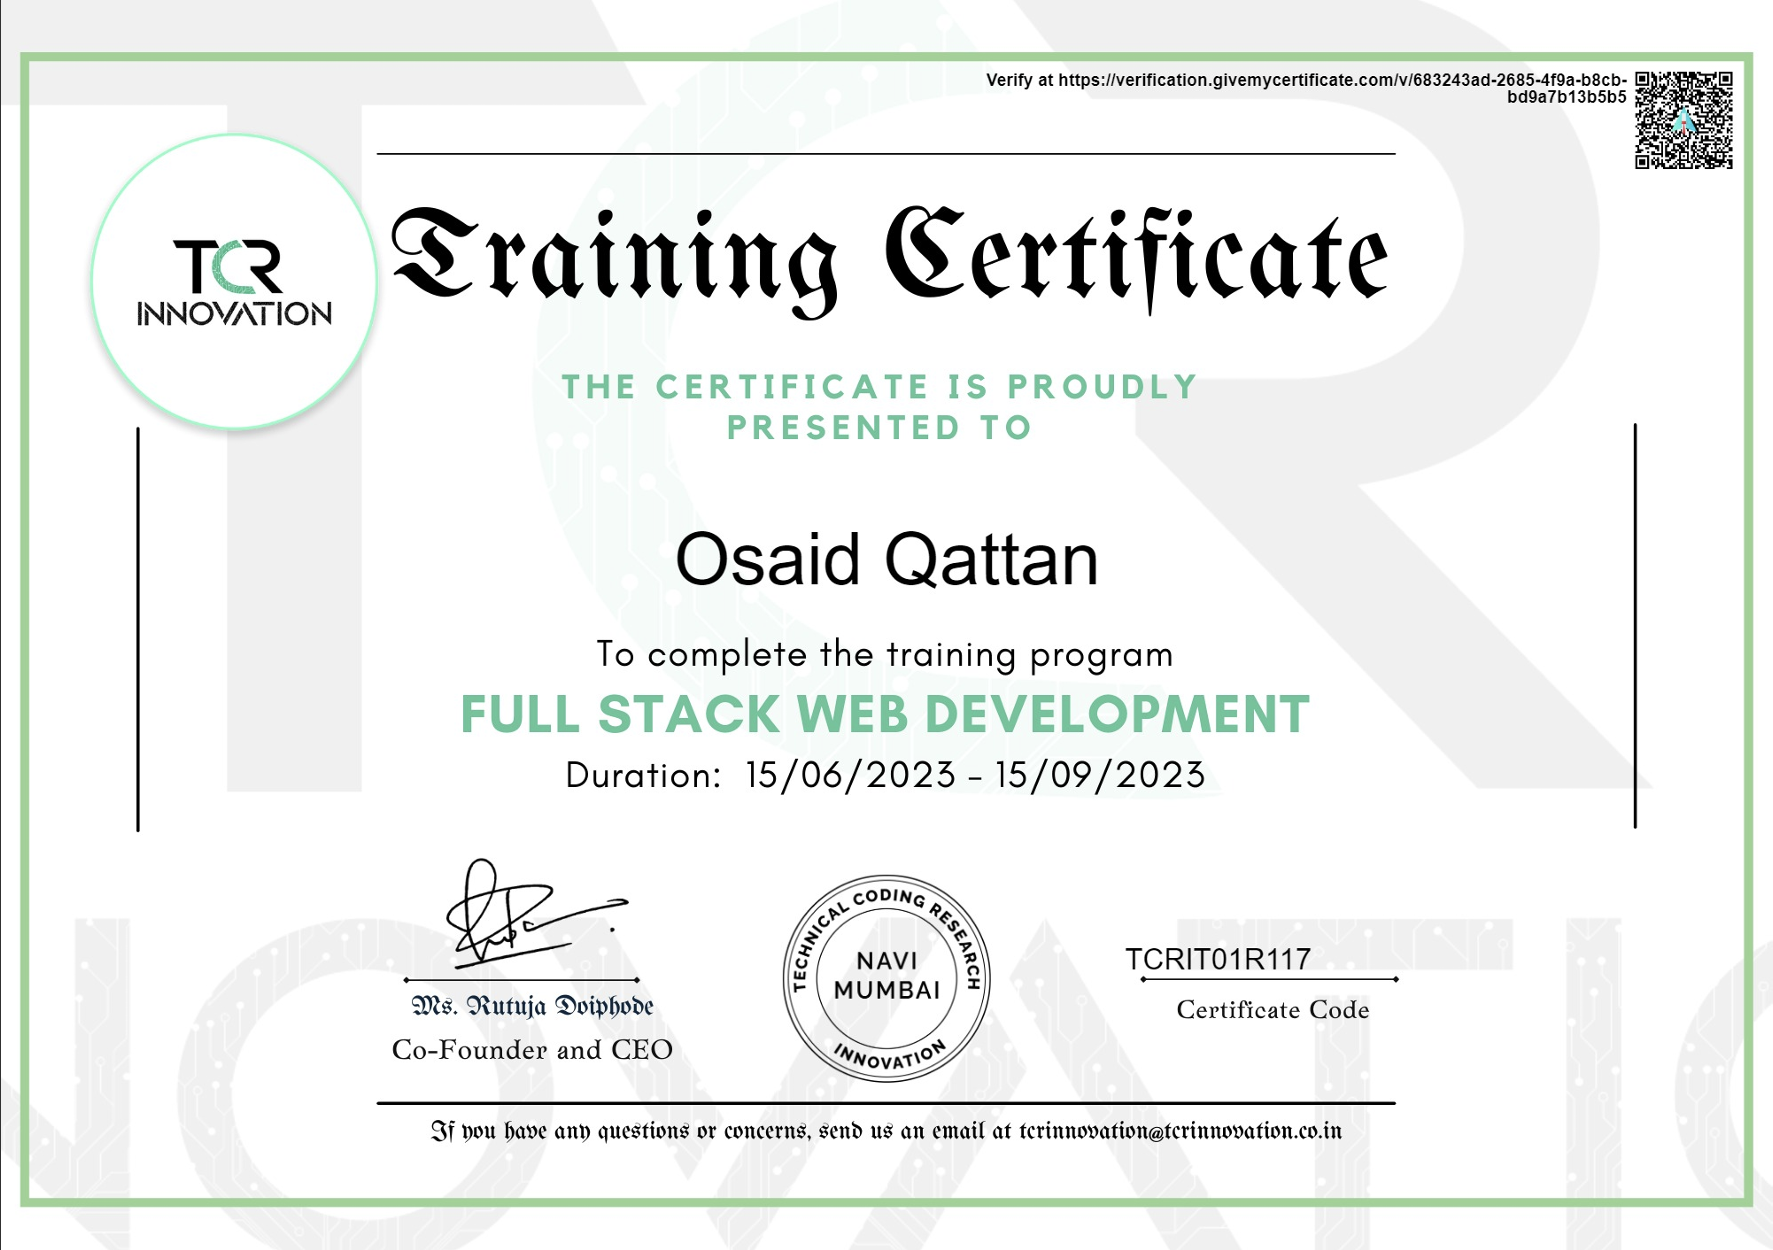 Verify at https://verification.givemycertificate.com/v/683243ad-2685-4f9a-b8cb-
bd9a7b13b5b5
TCR
INNOVATION
Training Certificate
THE CERTIFICATE IS PROUDLY
PRESENTED TO
Osaid Qattan
To complete the training program
FULL STACK WEB DEVELOPMENT
Duration: 15/06/2023 - 15/09/2023
TECHNICAL CODING RESEARCH
NAVI
MUMBAI
INNOVATION
TCRIT01R117
Certificate Code
Ms. Rutuja Doiphode
Co-Founder and CEO
If you have any questions or concerns, send us an email at tcrinnovation@tcrinnovation.co.in